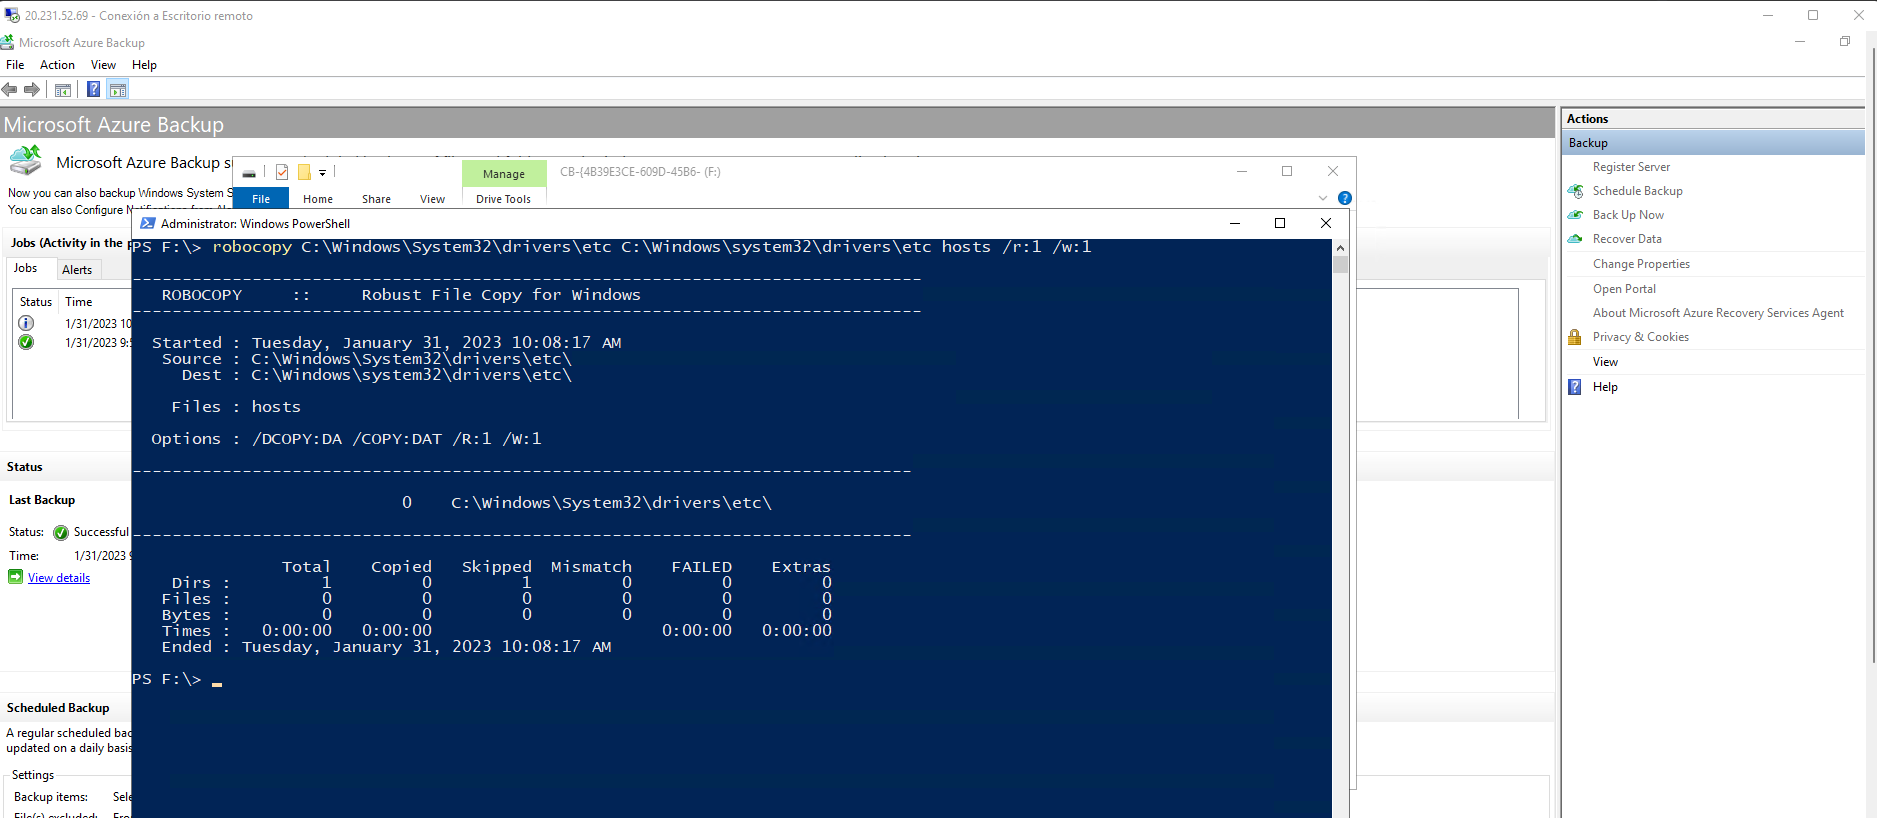 20.231.52.69 - Conexión a Escritorio remoto
Microsoft Azure Backup
File Action View Help
Microsoft Azure Backup
Microsoft Azure Backup
Now you can also backup Windows System S
You can also Configure
Jobs (Activity in the
Jobs Alerts
Status Time
1/31/2023 10
1/31/2023 9:5
Status
Last Backup
Status: Successful
Time: 1/31/2023 9
View details
Scheduled Backup
A regular scheduled bac
updated on a daily basis
Settings
Backup items: Sele
File(s) excluded:
Manage CB-{4B39E3CE-609D-45B6- (F:)
File Home Share View Drive Tools
Administrator: Windows PowerShell
PS F:\> robocopy C:\Windows\System32\drivers\etc C:\Windows\system32\drivers\etc hosts /r:1 /w:1
-------------------------------------------------------------------------------
ROBOCOPY :: Robust File Copy for Windows
-------------------------------------------------------------------------------
Started : Tuesday, January 31, 2023 10:08:17 AM
Source : C:\Windows\System32\drivers\etc\
Dest : C:\Windows\system32\drivers\etc\
Files : hosts
Options : /DCOPY:DA /COPY:DAT /R:1 /W:1
------------------------------------------------------------------------------
0 C:\Windows\System32\drivers\etc\
------------------------------------------------------------------------------
Total Copied Skipped Mismatch FAILED Extras
Dirs : 1 0 1 0 0 0
Files : 0 0 0 0 0 0
Bytes : 0 0 0 0 0 0
Times : 0:00:00 0:00:00 0:00:00 0:00:00
Ended : Tuesday, January 31, 2023 10:08:17 AM
PS F:\>
Actions
Backup
Register Server
Schedule Backup
Back Up Now
Recover Data
Change Properties
Open Portal
About Microsoft Azure Recovery Services Agent
Privacy & Cookies
View
Help